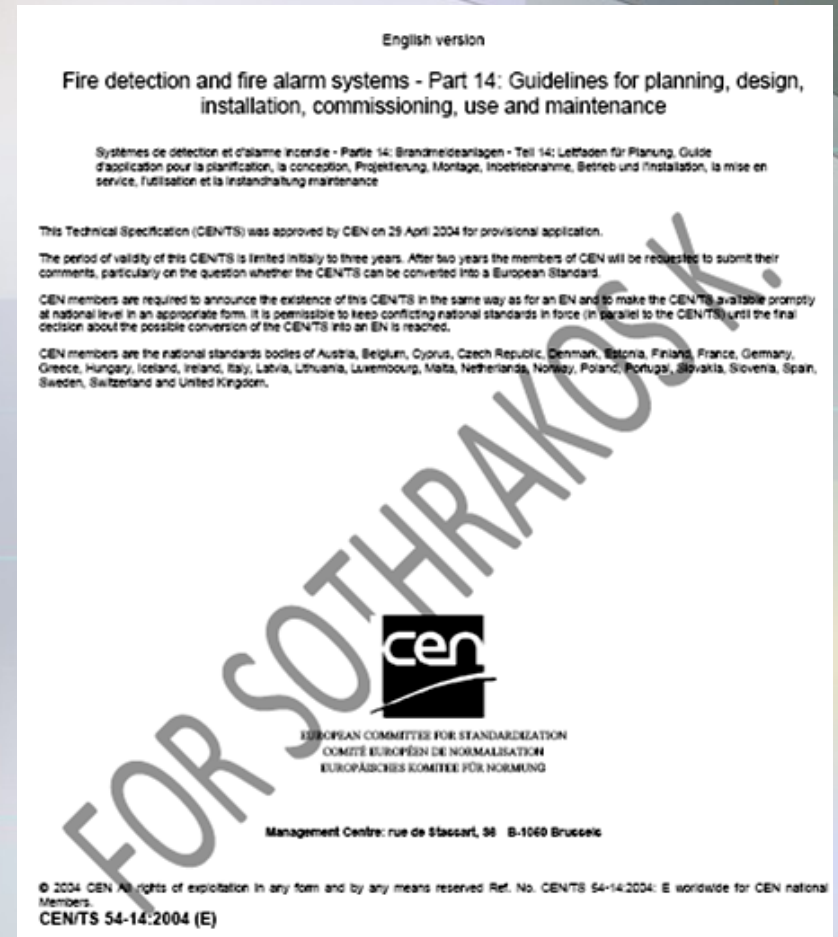 English version
Fire detection and fire alarm systems - Part 14: Guidelines for planning, design,
installation, commissioning, use and maintenance
Systèmes de détection et d'alarme incendie - Partie 14: Brandmeldeanlagen - Teil 14: Leitfaden für Planung, Guide
d'application pour la planification, la conception, Projektierung, Montage, Inbetriebnahme, Betrieb und l'installation, la mise en
service, l'utilisation et la Instandhaltung maintenance
This Technical Specification (CEN/TS) was approved by CEN on 29 April 2004 for provisional application.
The period of validity of this CEN/TS is limited initially to three years. After two years the members of CEN will be requested to submit their
comments, particularly on the question whether the CEN/TS can be converted into a European Standard.
CEN members are required to announce the existence of this CEN/TS in the same way as for an EN and to make the CEN/TS available promptly
at national level in an appropriate form. It is permissible to keep conflicting national standards in force (in parallel to the CEN/TS) until the final
decision about the possible conversion of the CEN/TS into an EN is reached.
CEN members are the national standards bodies of Austria, Belgium, Cyprus, Czech Republic, Denmark, Estonia, Finland, France, Germany,
Greece, Hungary, Iceland, Ireland, Italy, Latvia, Lithuania, Luxembourg, Malta, Netherlands, Norway, Poland, Portugal, Slovakia, Slovenia, Spain,
Sweden, Switzerland and United Kingdom.
FOR SOTHRAKOS K.
cen
EUROPEAN COMMITTEE FOR STANDARDIZATION
COMITÉ EUROPÉEN DE NORMALISATION
EUROPÄISCHES KOMITEE FÜR NORMUNG
Management Centre: rue de Stassart, 36 B-1050 Brussels
© 2004 CEN All rights of exploitation in any form and by any means reserved Ref. No. CEN/TS 54-14:2004: E worldwide for CEN national
Members.
CEN/TS 54-14:2004 (E)